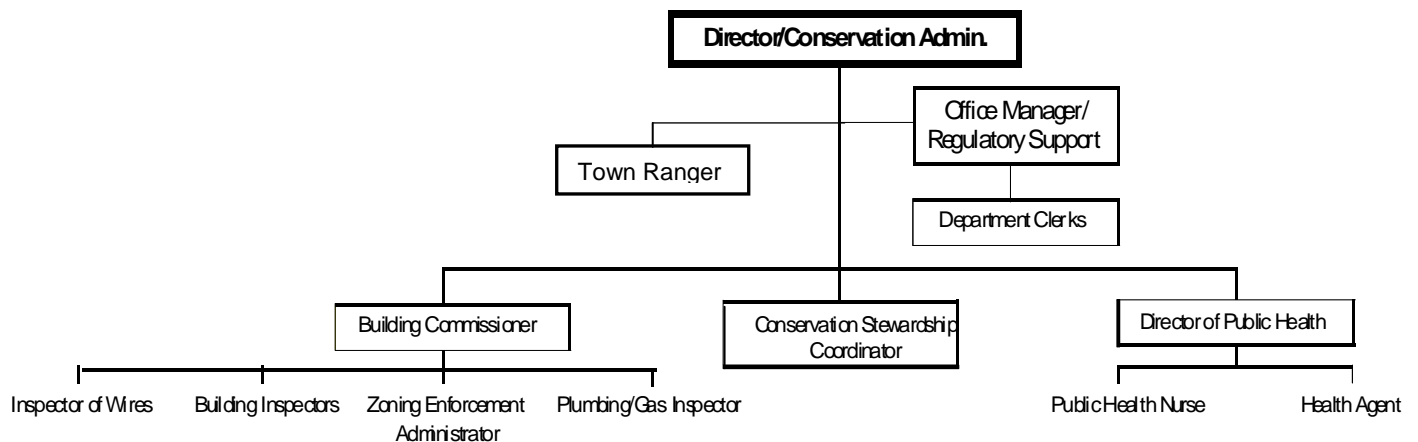 Director/Conservation Admin.
Office Manager/
Regulatory Support
Town Ranger
Department Clerks
Building Commissioner
Conservation Stewardship
Coordinator
Director of Public Health
Inspector of Wires
Building Inspectors
Zoning Enforcement
Administrator
Plumbing/Gas Inspector
Public Health Nurse
Health Agent